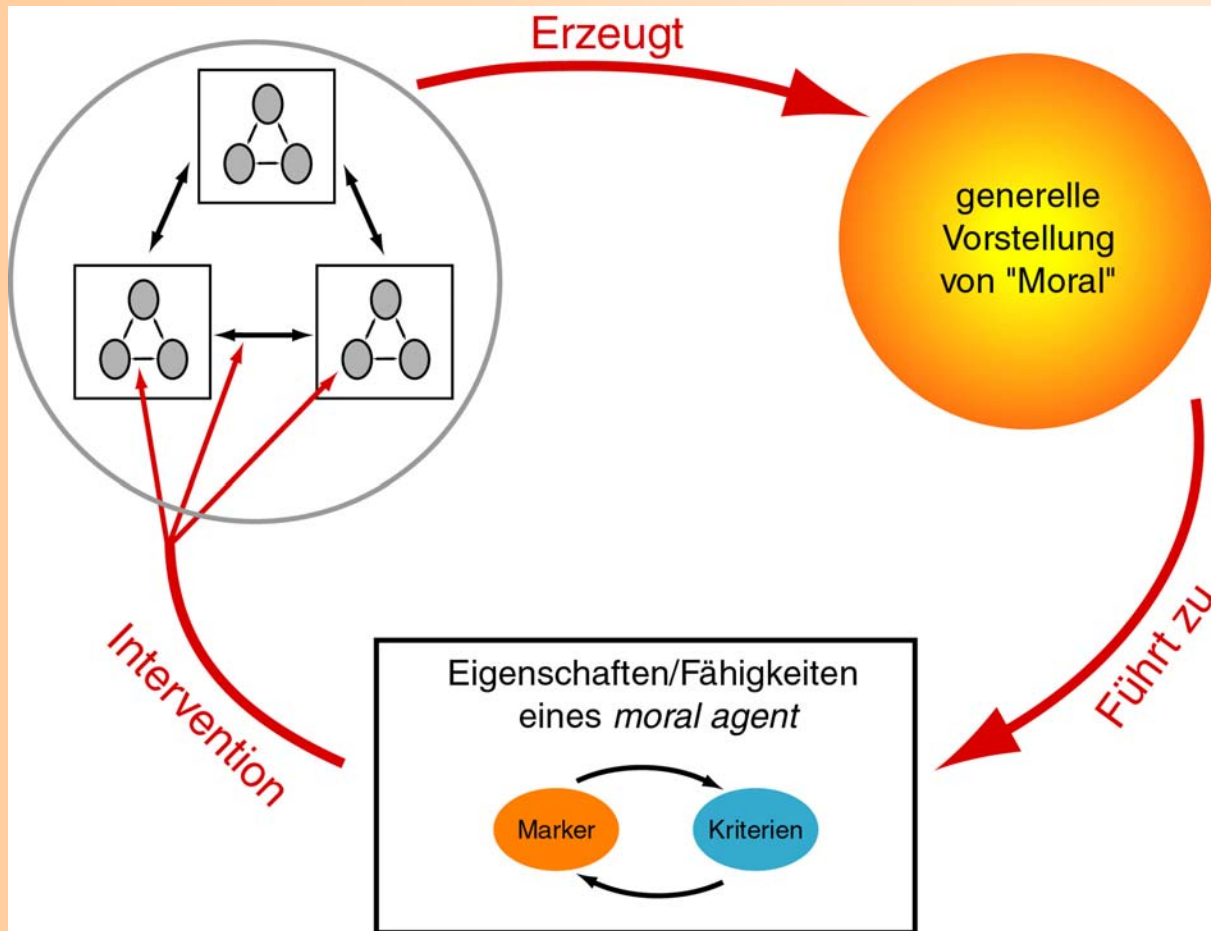 Erzeugt
generelle
Vorstellung
von "Moral"
Führt zu
Eigenschaften/Fähigkeiten
eines moral agent
Marker
Kriterien
Intervention